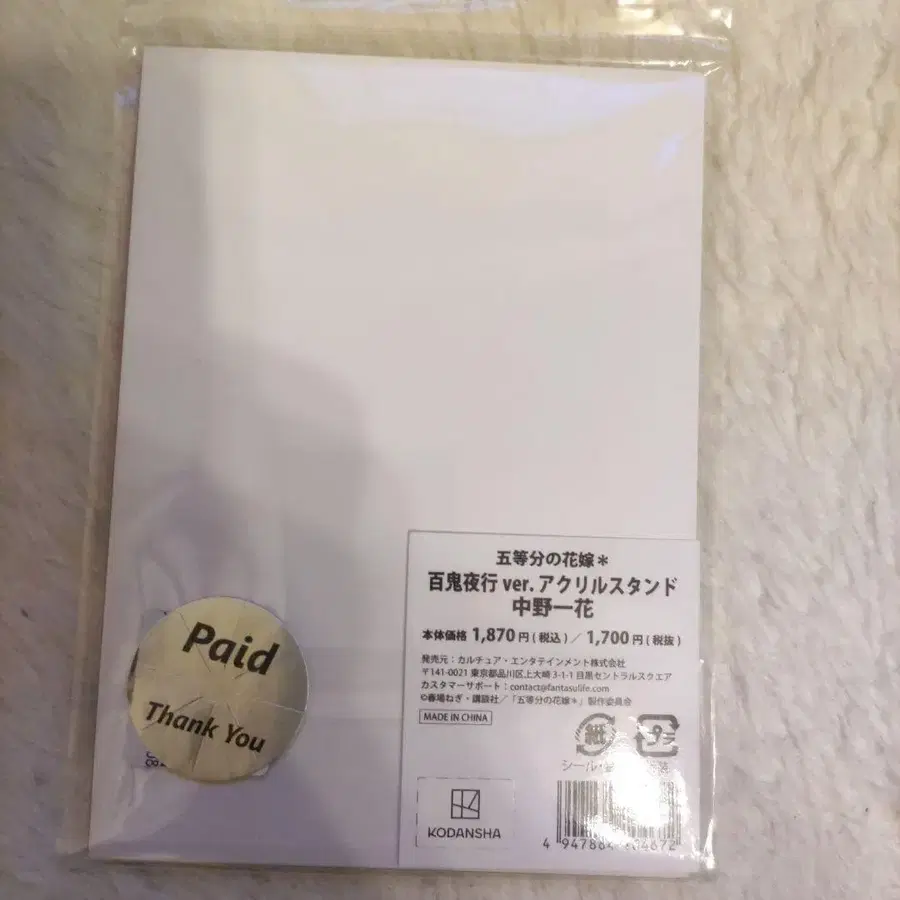 五等分の花嫁＊
百鬼夜行 ver. アクリルスタンド
中野一花
本体価格 1,870 円 ( 税込 ) ／ 1,700 円 ( 税抜 )
発売元：カルチュア・エンタテインメント株式会社
〒141-0021 東京都品川区上大崎 3-1-1 目黒セントラルスクエア
カスタマーサポート：contact@fantasulife.com
©春場ねぎ・講談社／「五等分の花嫁＊」製作委員会
MADE IN CHINA
紙
シール・
KODANSHA
Paid
Thank You